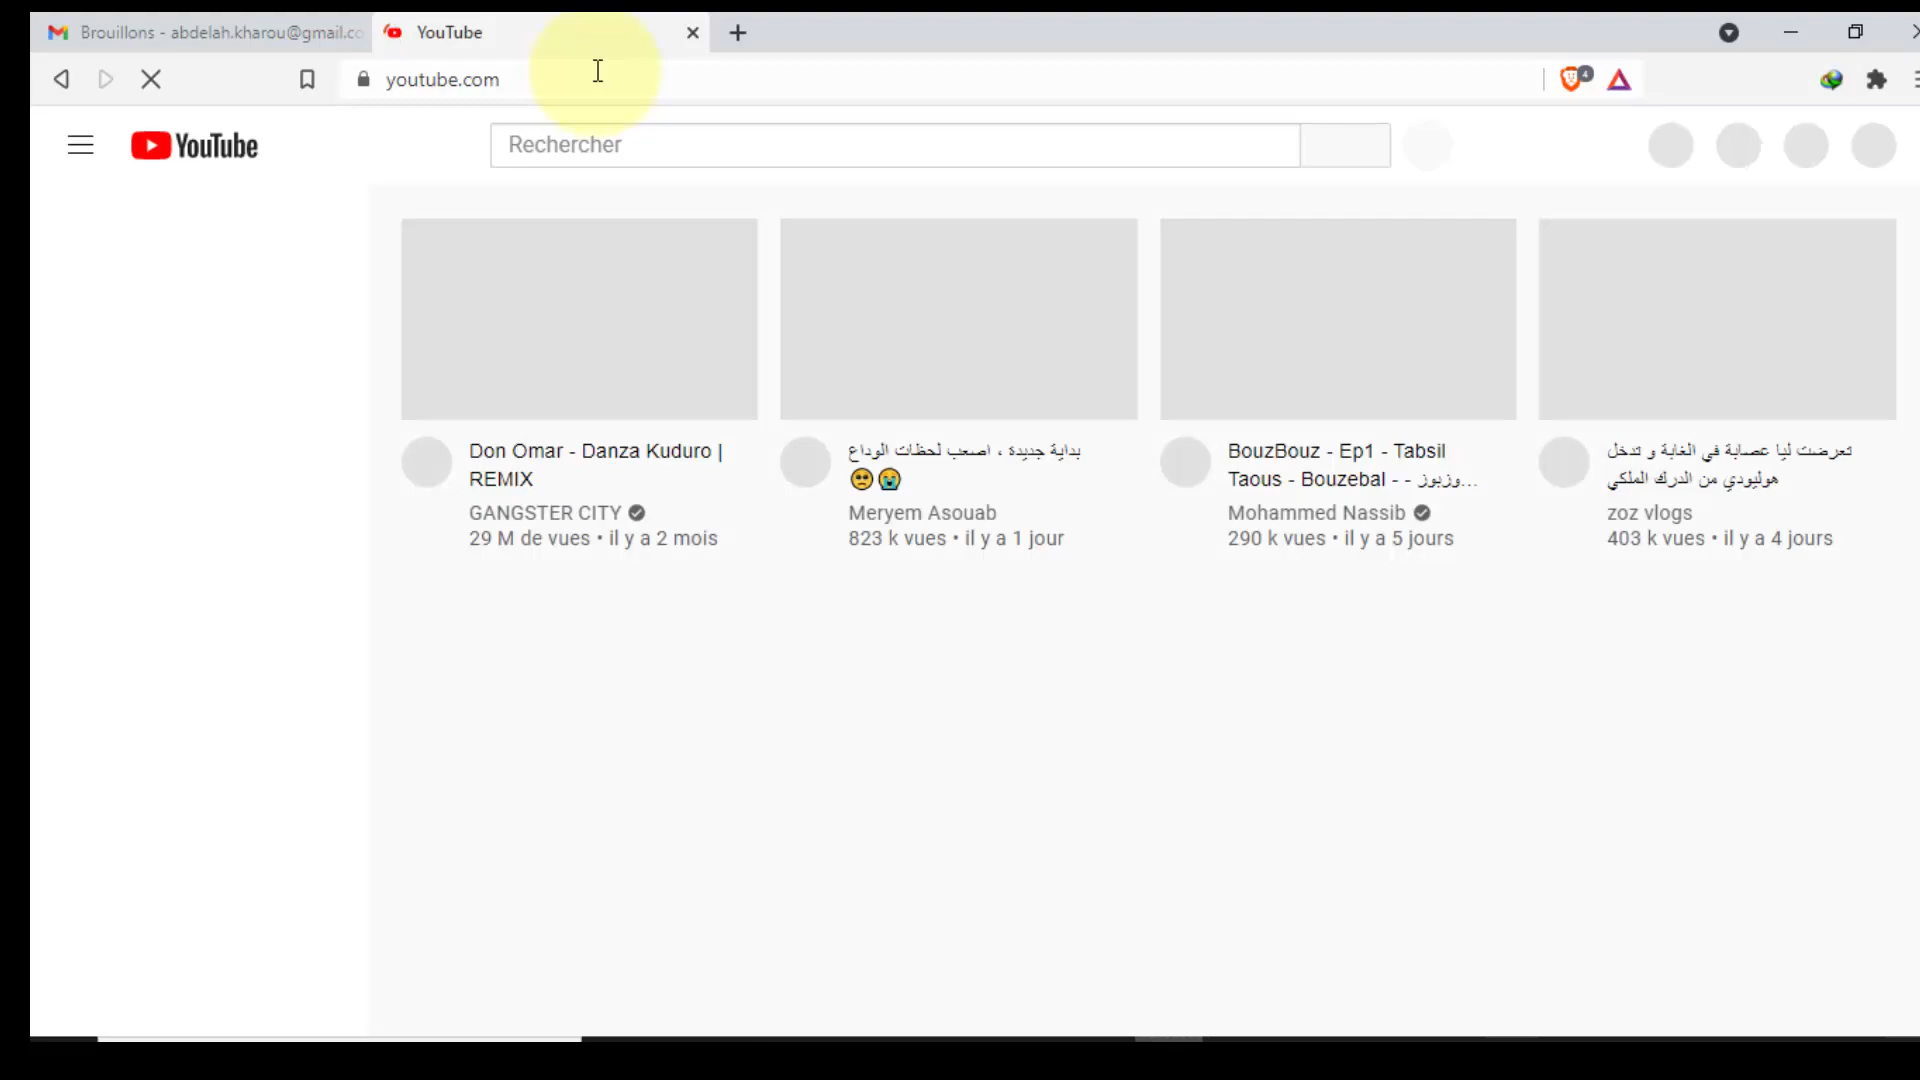 Brouillons - abdelah.kharou@gmail.co
YouTube
youtube.com
4
YouTube
Rechercher
Don Omar - Danza Kuduro |
REMIX
GANGSTER CITY
29 M de vues • il y a 2 mois
بداية جديدة ، اصعب لحظات الوداع
🥺😭
Meryem Asouab
823 k vues • il y a 1 jour
BouzBouz - Ep1 - Tabsil
Taous - Bouzebal - - بوزبوز...
Mohammed Nassib
290 k vues • il y a 5 jours
تعرضت ليا عصابة في الغابة و تدخل
هوليودي من الدرك الملكي
zoz vlogs
403 k vues • il y a 4 jours